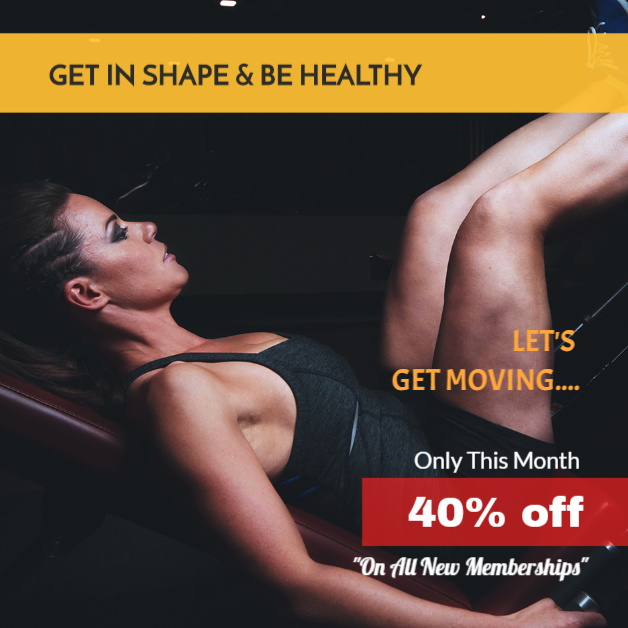 GET IN SHAPE & BE HEALTHY
LET'S
GET MOVING....
Only This Month
40% off
"On All New Memberships"